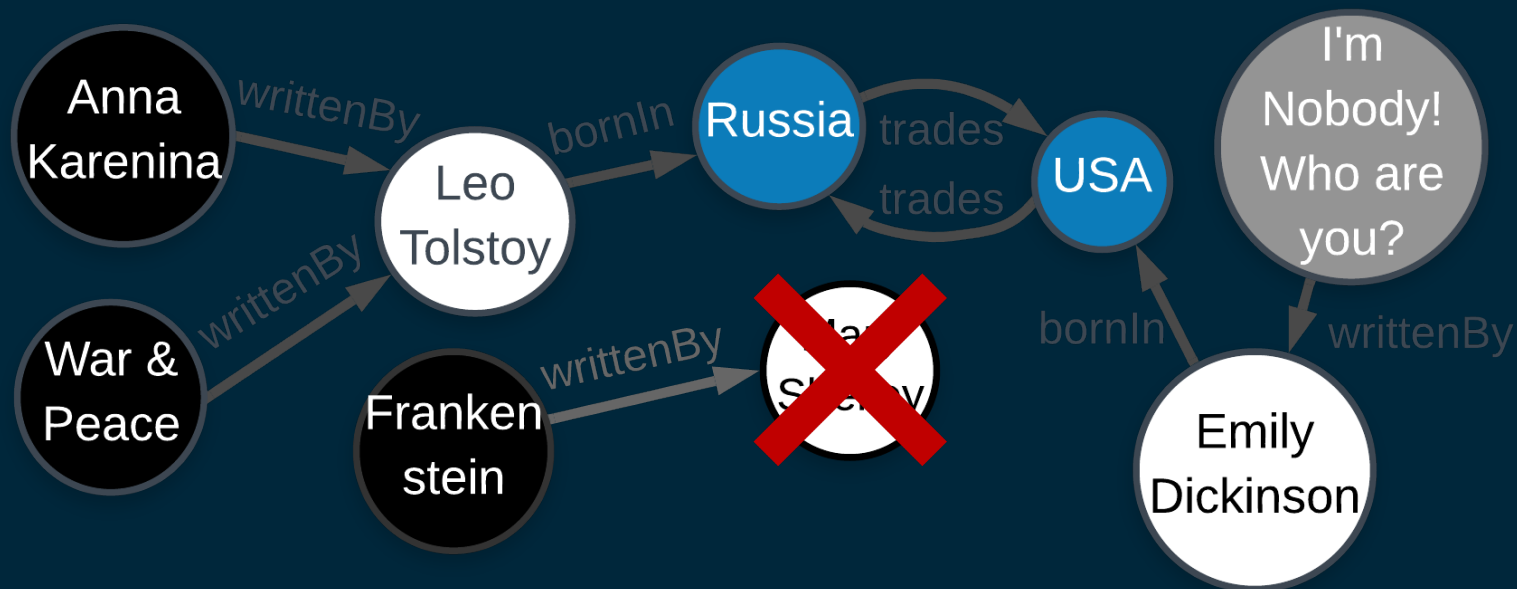 Anna
Karenina
writtenBy
Leo
Tolstoy
bornIn
Russia
trades
trades
USA
I'm
Nobody!
Who are
you?
War &
Peace
writtenBy
Franken
stein
writtenBy
bornIn
writtenBy
Emily
Dickinson